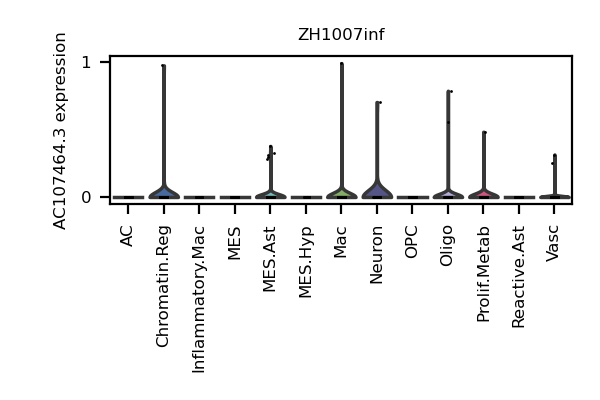 ZH1007inf
AC107464.3 expression
1
0
AC
Chromatin.Reg
Inflammatory.Mac
MES
MES.Ast
MES.Hyp
Mac
Neuron
OPC
Oligo
Prolif.Metab
Reactive.Ast
Vasc